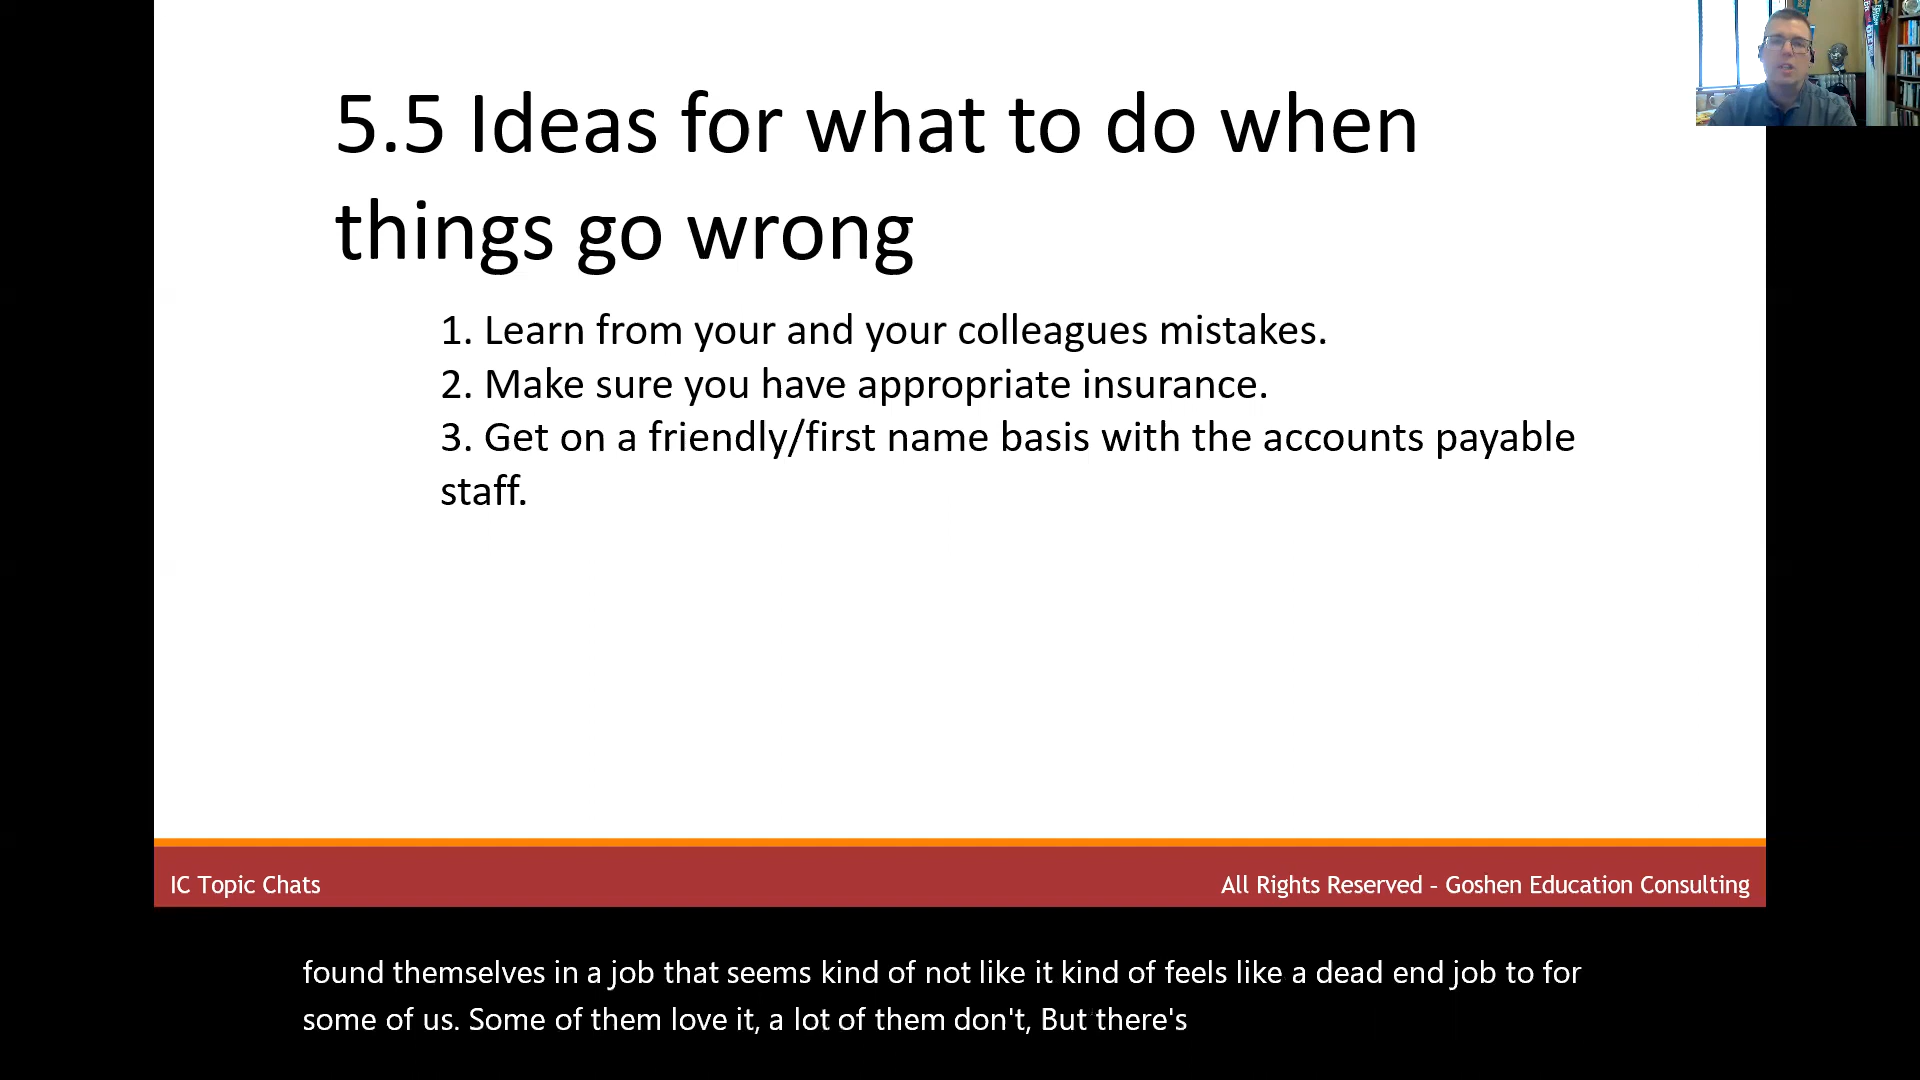 5.5 Ideas for what to do when
things go wrong
1. Learn from your and your colleagues mistakes.
2. Make sure you have appropriate insurance.
3. Get on a friendly/first name basis with the accounts payable
staff.
IC Topic Chats
All Rights Reserved – Goshen Education Consulting
found themselves in a job that seems kind of not like it kind of feels like a dead end job to for
some of us. Some of them love it, a lot of them don't, But there's